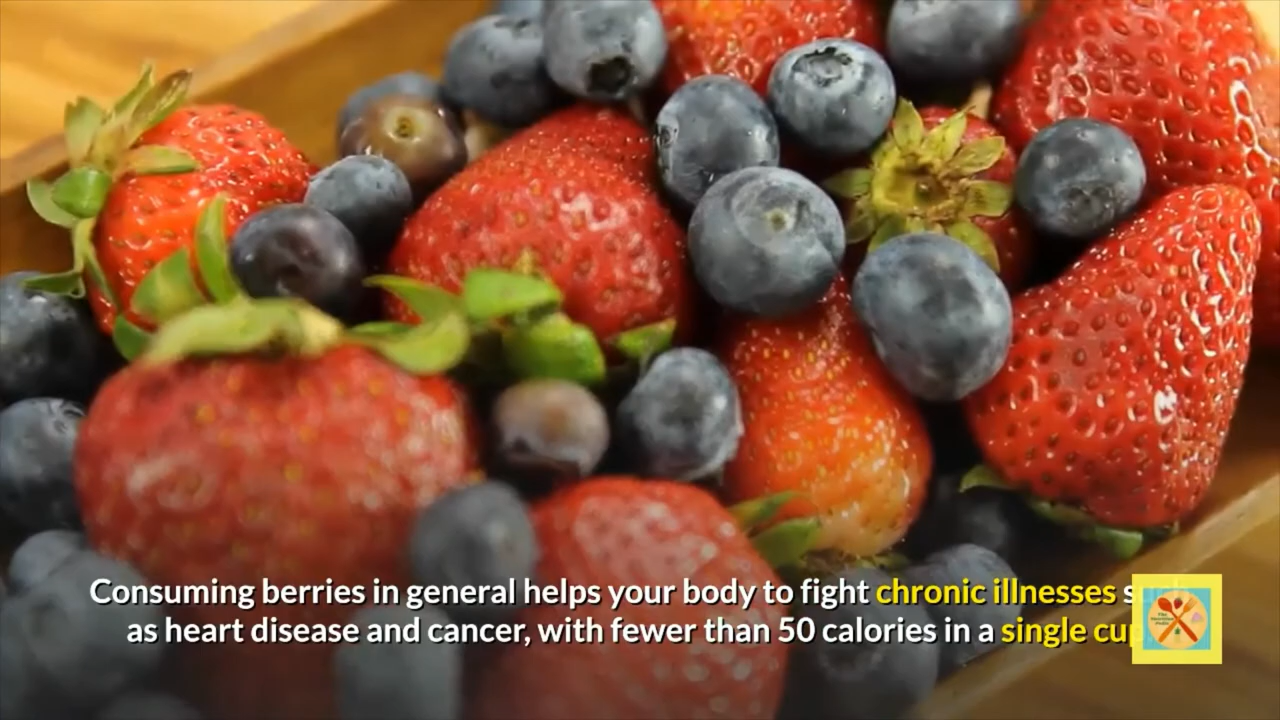 Consuming berries in general helps your body to fight chronic illnesses
as heart disease and cancer, with fewer than 50 calories in a single cup